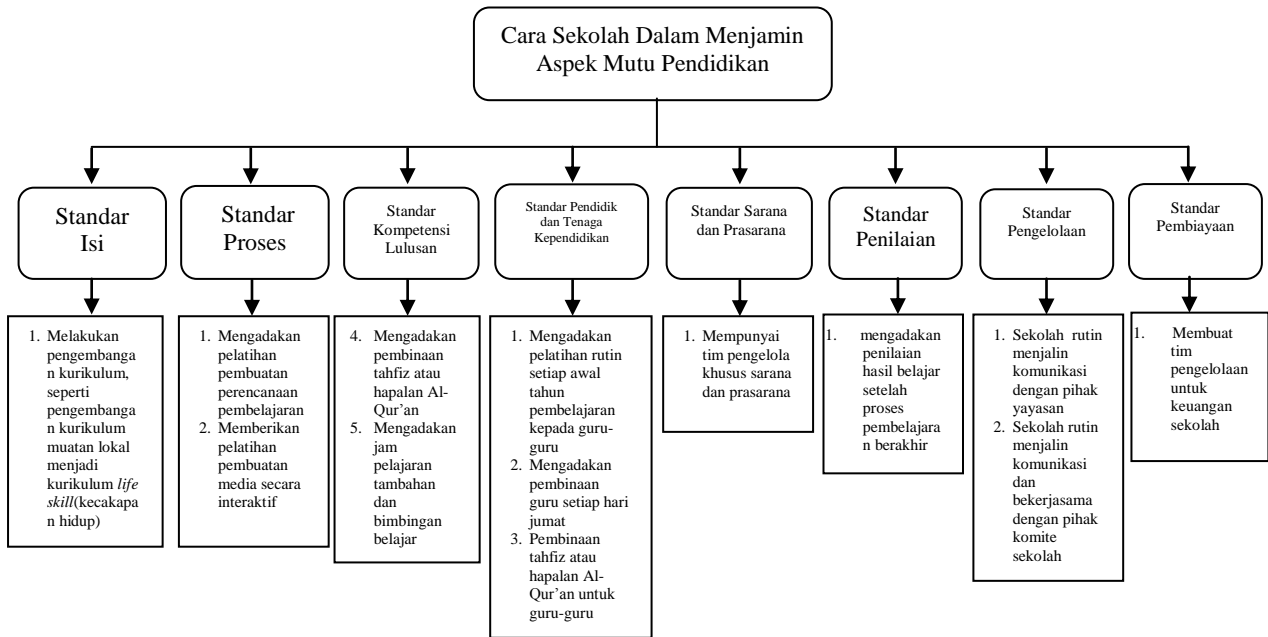 Cara Sekolah Dalam Menjamin
Aspek Mutu Pendidikan
Standar
Isi
Standar
Proses
Standar
Kompetensi
Lulusan
Standar Pendidik
dan Tenaga
Kependidikan
Standar Sarana
dan Prasarana
Standar
Penilaian
Standar
Pengelolaan
Standar
Pembiayaan
1. Melakukan
pengembanga
n kurikulum,
seperti
pengembanga
n kurikulum
muatan lokal
menjadi
kurikulum life
skill(kecakapa
n hidup)
1. Mengadakan
pelatihan
pembuatan
perencanaan
pembelajaran
2. Memberikan
pelatihan
pembuatan
media secara
interaktif
4. Mengadakan
pembinaan
tahfiz atau
hapalan Al-
Qur’an
5. Mengadakan
jam
pelajaran
tambahan
dan
bimbingan
belajar
1. Mengadakan
pelatihan rutin
setiap awal
tahun
pembelajaran
kepada guru-
guru
2. Mengadakan
pembinaan
guru setiap hari
jumat
3. Pembinaan
tahfiz atau
hapalan Al-
Qur’an untuk
guru-guru
1. Mempunyai
tim pengelola
khusus sarana
dan prasarana
1. mengadakan
penilaian
hasil belajar
setelah
proses
pembelajara
n berakhir
1. Sekolah rutin
menjalin
komunikasi
dengan pihak
yayasan
2. Sekolah rutin
menjalin
komunikasi
dan
bekerjasama
dengan pihak
komite
sekolah
1. Membuat
tim
pengelolaan
untuk
keuangan
sekolah